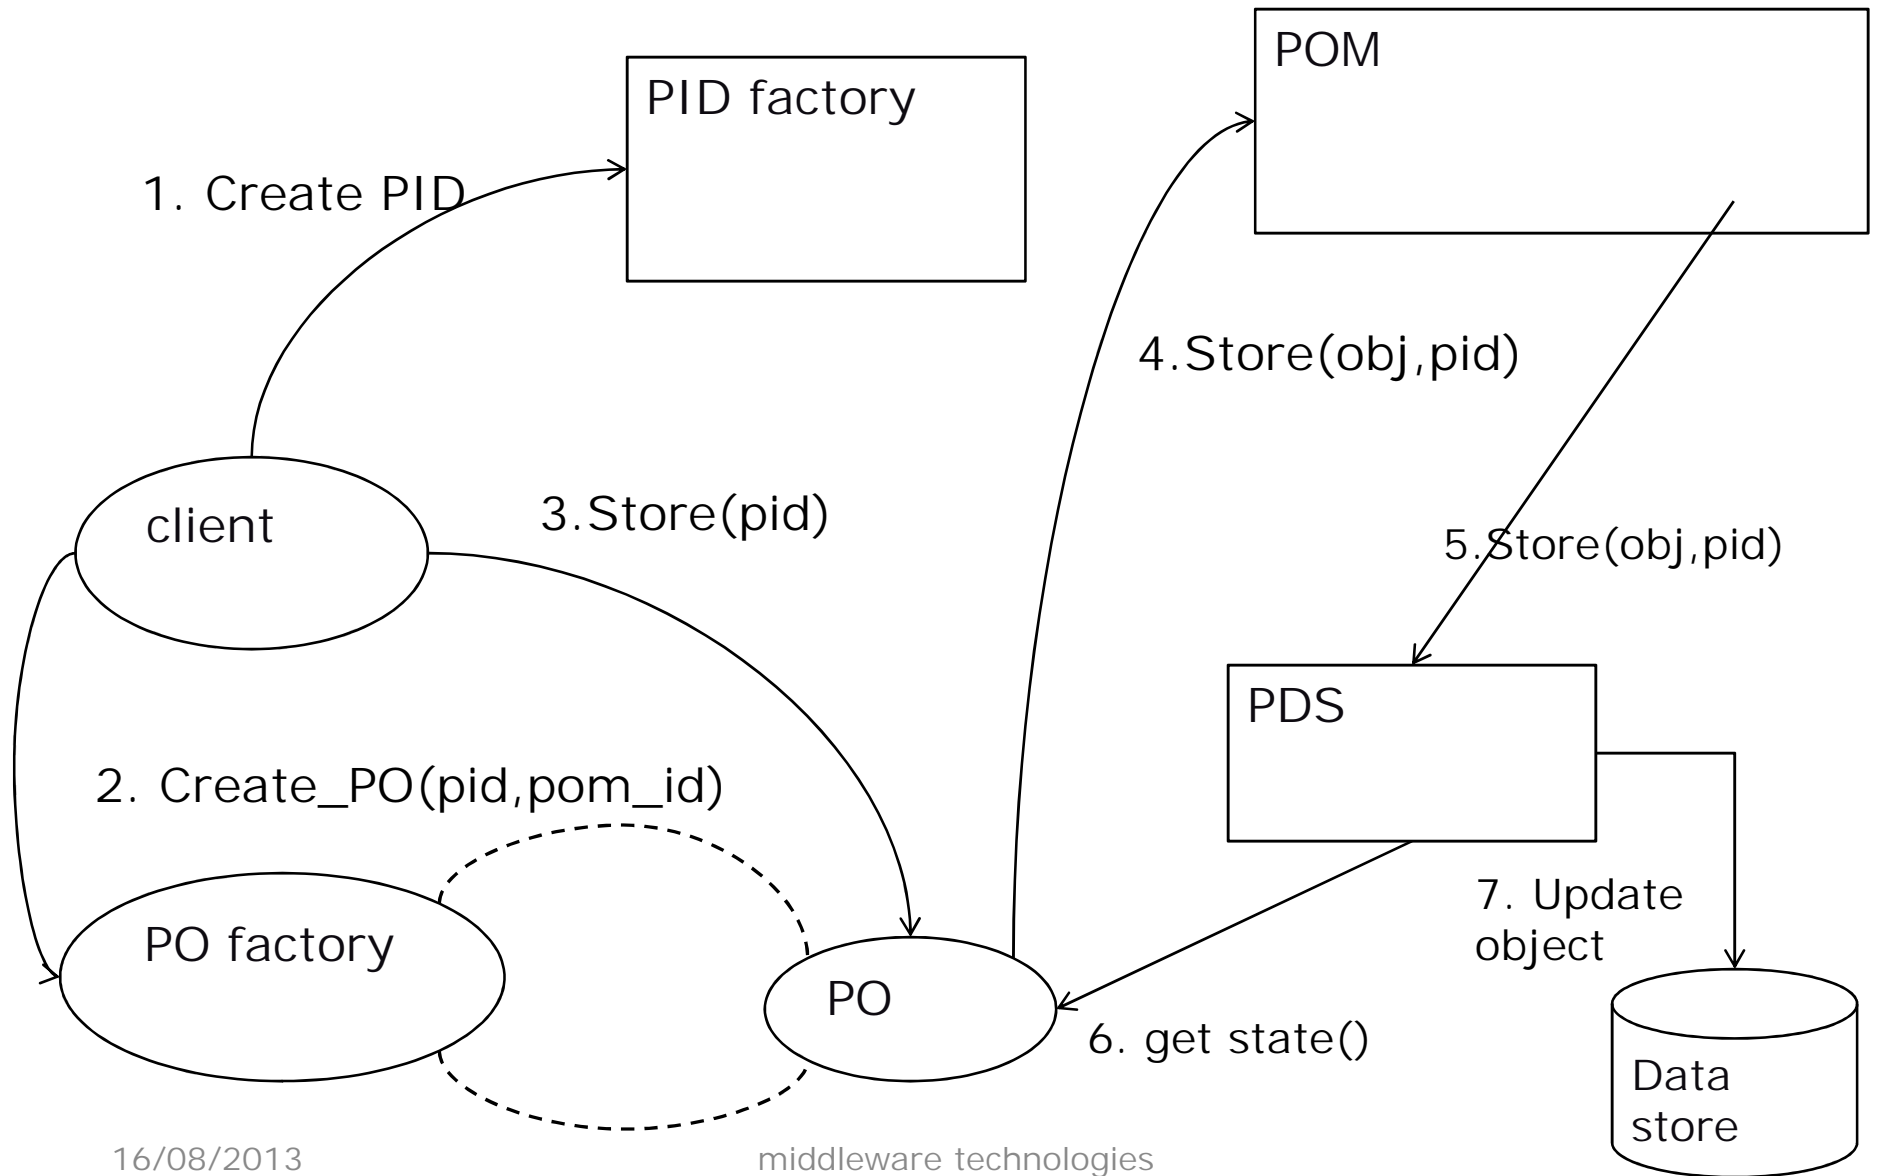 POM
PID factory
1. Create PID
4.Store(obj,pid)
3.Store(pid)
client
5.Store(obj,pid)
PDS
2. Create_PO(pid,pom_id)
7. Update
object
PO factory
PO
6. get state()
Data
store
16/08/2013
middleware technologies